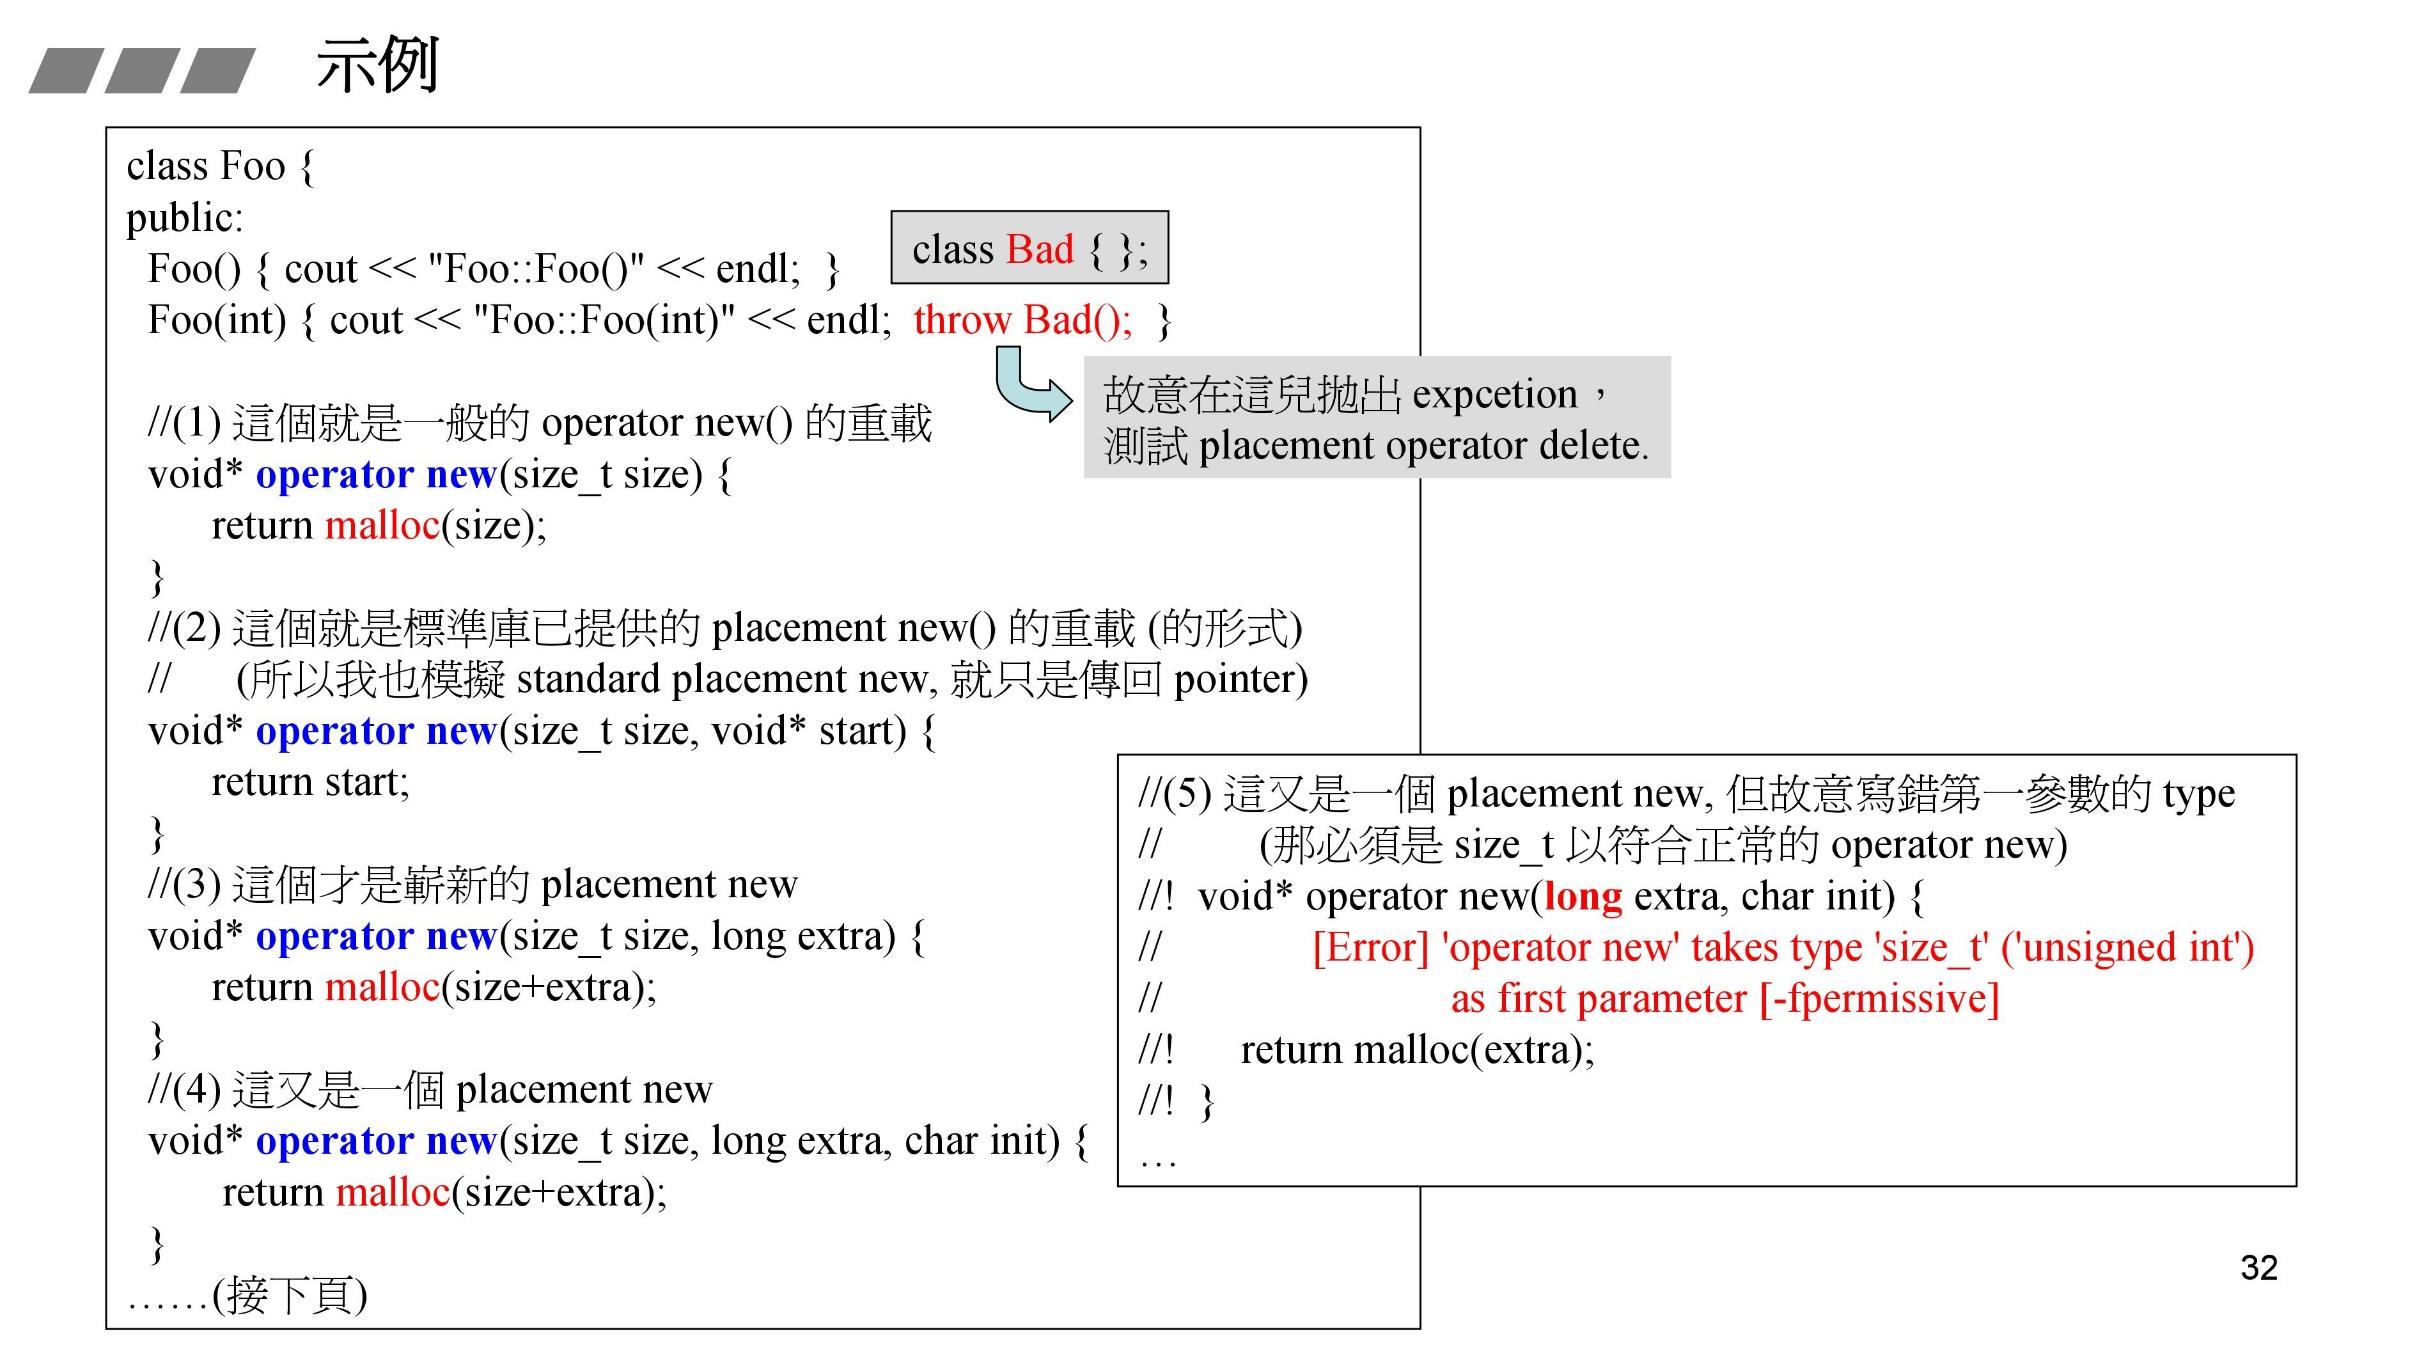 示例
class Foo {
public:
Foo() { cout << "Foo::Foo()" << endl;  }
class Bad { };
Foo(int) { cout << "Foo::Foo(int)" << endl;  throw Bad();  }
故意在這兒拋出 expcetion，
測試 placement operator delete.
//(1) 這個就是一般的 operator new() 的重載
void* operator new(size_t size) {
return malloc(size);
}
//(2) 這個就是標準庫已提供的 placement new() 的重載 (的形式)
//      (所以我也模擬 standard placement new, 就只是傳回 pointer)
void* operator new(size_t size, void* start) {
return start;
}
//(3) 這個才是嶄新的 placement new
void* operator new(size_t size, long extra) {
return malloc(size+extra);
}
//(4) 這又是一個 placement new
void* operator new(size_t size, long extra, char init) {
return malloc(size+extra);
}
……(接下頁)
//(5) 這又是一個 placement new, 但故意寫錯第一參數的 type
//         (那必須是 size_t 以符合正常的 operator new)
//!  void* operator new(long extra, char init) {
//              [Error] 'operator new' takes type 'size_t' ('unsigned int')
//                           as first parameter [-fpermissive]
//!      return malloc(extra);
//!  }
…
32